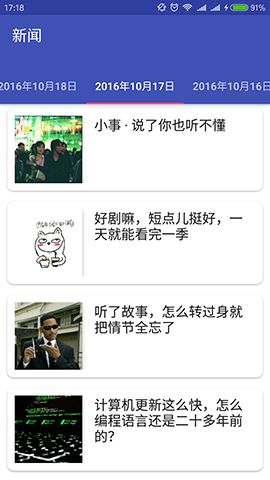 17:18
新闻
2016年10月18日
2016年10月17日
2016年10月16日
小事 · 说了你也听不懂
好剧嘛，短点儿挺好，一
天就能看完一季
听了故事，怎么转过身就
把情节全忘了
计算机更新这么快，怎么
编程语言还是二十多年前
的？